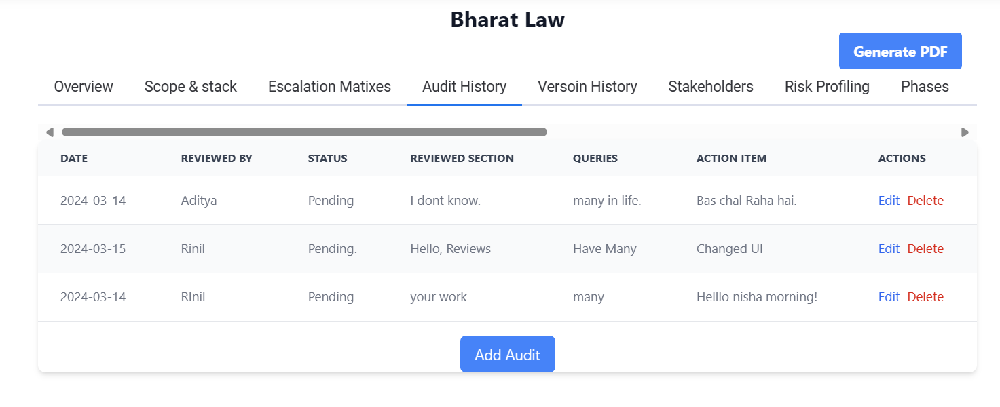 Bharat Law
Generate PDF
Overview Scope & stack Escalation Matixes Audit History Versoin History Stakeholders Risk Profiling Phases
DATE REVIEWED BY STATUS REVIEWED SECTION QUERIES ACTION ITEM ACTIONS
2024-03-14 Aditya Pending I dont know. many in life. Bas chal Raha hai. Edit Delete
2024-03-15 Rinil Pending. Hello, Reviews Have Many Changed UI Edit Delete
2024-03-14 RInil Pending your work many Helllo nisha morning! Edit Delete
Add Audit